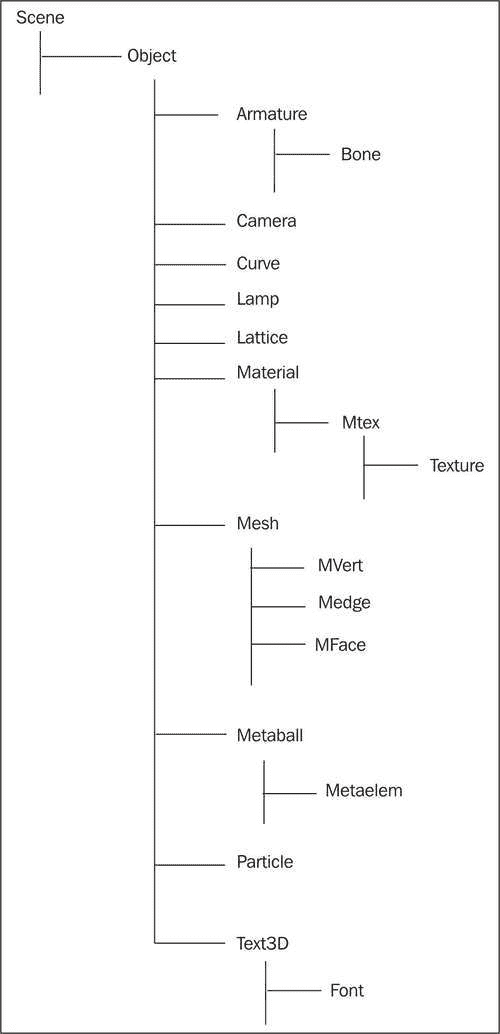 Scene
Object
Armature
Bone
Camera
Curve
Lamp
Lattice
Material
Mtex
Texture
Mesh
MVert
Medge
MFace
Metaball
Metaelem
Particle
Text3D
Font